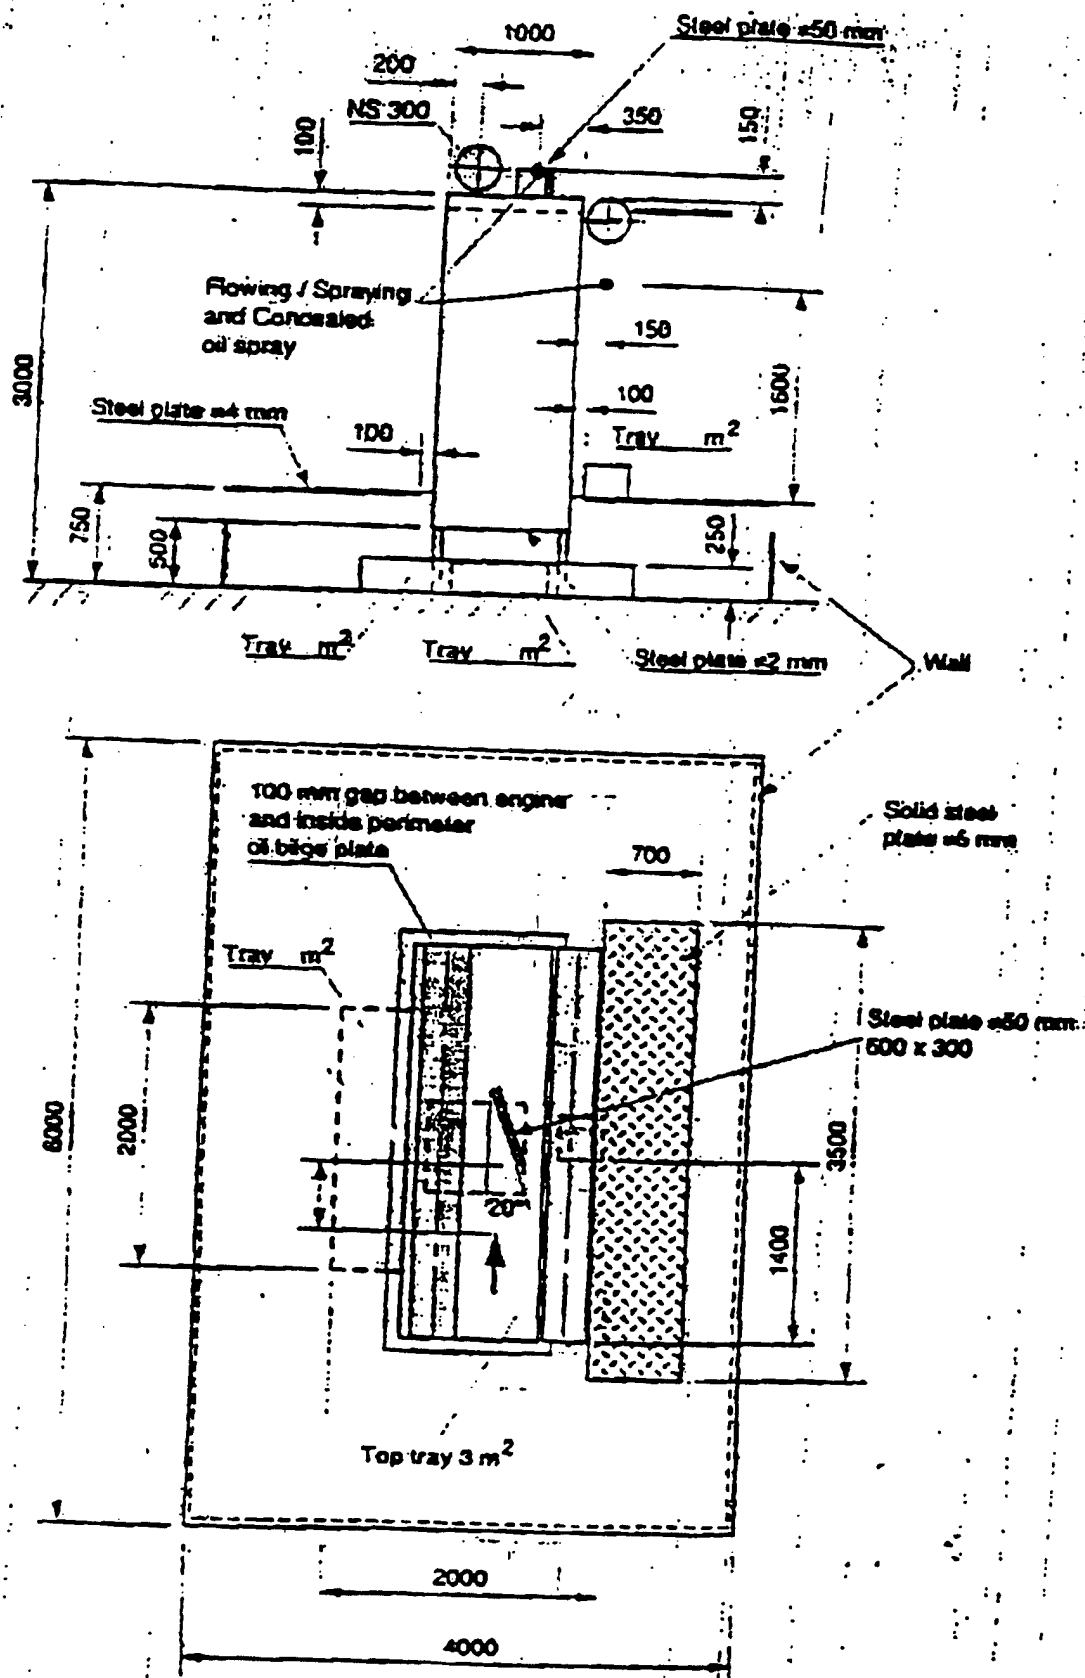 1000
Steel plate =50 mm
200
NS 300
350
150
100
Flowing / Spraying
and Concealed
oil spray
150
3000
1600
Steel plate =4 mm
100
100
Tray m²
750
500
250
Tray m²
Tray m²
Steel plate =2 mm
Wall
100 mm gap between engine
and inside perimeter
oil bilge plate
700
Solid steel
plate =6 mm
Tray m²
Steel plate =50 mm
500 x 300
6000
2000
3500
20°
1400
Top tray 3 m²
2000
4000